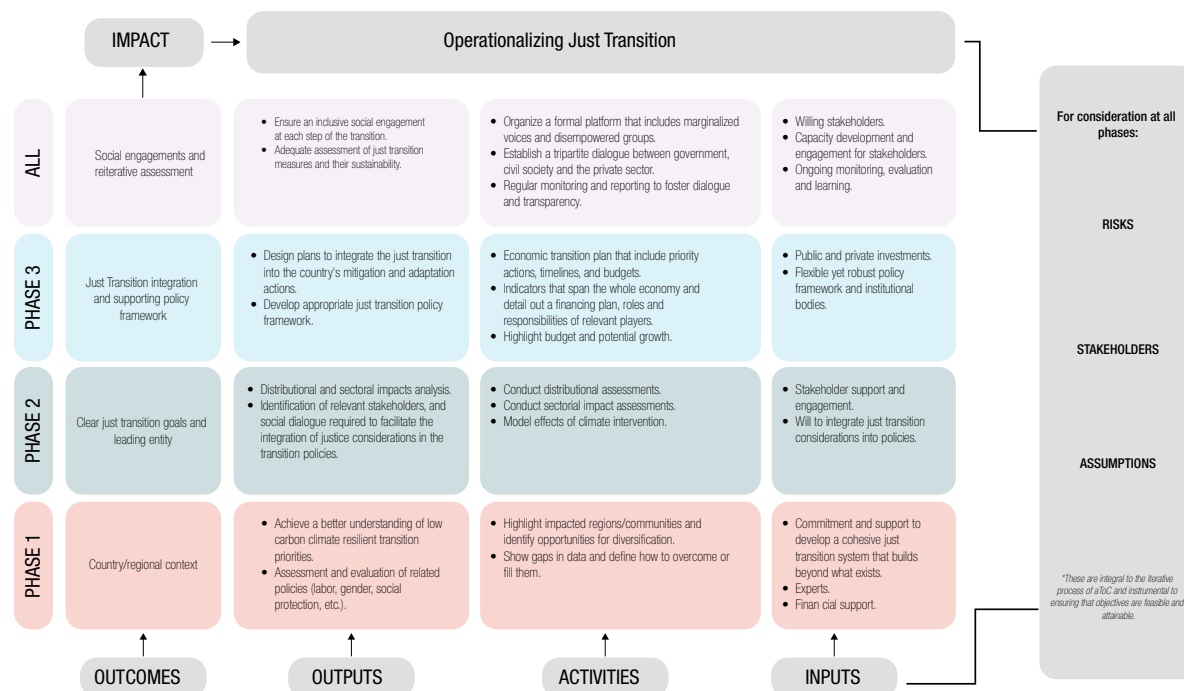 IMPACT
Operationalizing Just Transition
For consideration at all
phases:
RISKS
STAKEHOLDERS
ASSUMPTIONS
*These are integral to the iterative
process of aToC and instrumental to
ensuring that objectives are feasible and
attainable.
ALL
Social engagements and
reiterative assessment
• Ensure an inclusive social engagement
at each step of the transition.
• Adequate assessment of just transition
measures and their sustainability.
• Organize a formal platform that includes marginalized
voices and disempowered groups.
• Establish a tripartite dialogue between government,
civil society and the private sector.
• Regular monitoring and reporting to foster dialogue
and transparency.
• Willing stakeholders.
• Capacity development and
engagement for stakeholders.
• Ongoing monitoring, evaluation
and learning.
PHASE 3
Just Transition integration
and supporting policy
framework
• Design plans to integrate the just transition
into the country's mitigation and adaptation
actions.
• Develop appropriate just transition policy
framework.
• Economic transition plan that include priority
actions, timelines, and budgets.
• Indicators that span the whole economy and
detail out a financing plan, roles and
responsibilities of relevant players.
• Highlight budget and potential growth.
• Public and private investments.
• Flexible yet robust policy
framework and institutional
bodies.
PHASE 2
Clear just transition goals and
leading entity
• Distributional and sectoral impacts analysis.
• Identification of relevant stakeholders, and
social dialogue required to facilitate the
integration of justice considerations in the
transition policies.
• Conduct distributional assessments.
• Conduct sectorial impact assessments.
• Model effects of climate intervention.
• Stakeholder support and
engagement.
• Will to integrate just transition
considerations into policies.
PHASE 1
Country/regional context
• Achieve a better understanding of low
carbon climate resilient transition
priorities.
• Assessment and evaluation of related
policies (labor, gender, social
protection, etc.).
• Highlight impacted regions/communities and
identify opportunities for diversification.
• Show gaps in data and define how to overcome or
fill them.
• Commitment and support to
develop a cohesive just
transition system that builds
beyond what exists.
• Experts.
• Finan cial support.
OUTCOMES
OUTPUTS
ACTIVITIES
INPUTS